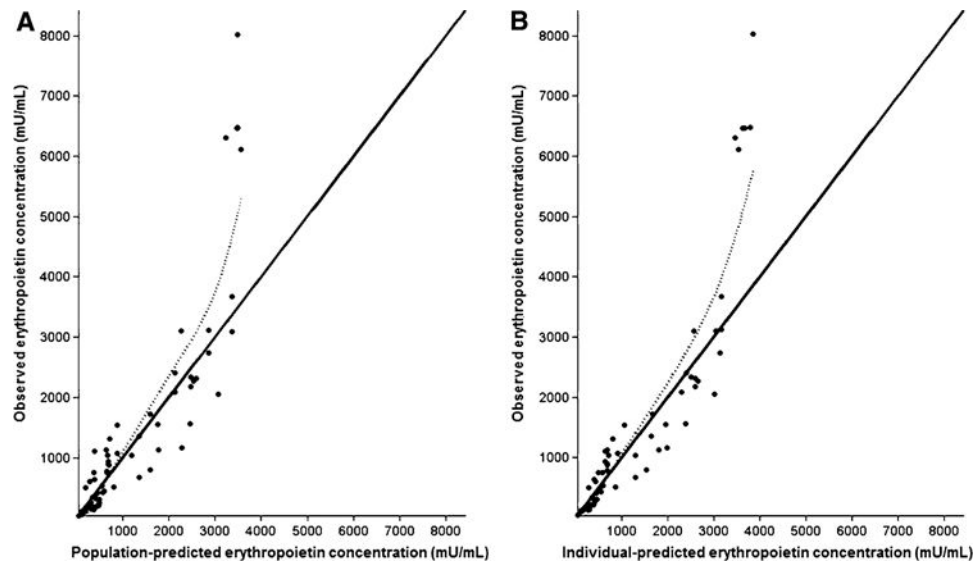 A
Observed erythropoietin concentration (mU/mL)
8000
7000
6000
5000
4000
3000
2000
1000
1000 2000 3000 4000 5000 6000 7000 8000
Population-predicted erythropoietin concentration (mU/mL)
B
Observed erythropoietin concentration (mU/mL)
8000
7000
6000
5000
4000
3000
2000
1000
1000 2000 3000 4000 5000 6000 7000 8000
Individual-predicted erythropoietin concentration (mU/mL)